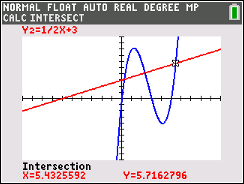 NORMAL FLOAT AUTO REAL DEGREE MP
CALC INTERSECT
Y2=1/2X+3
Intersection
X=5.4325592 Y=5.7162796